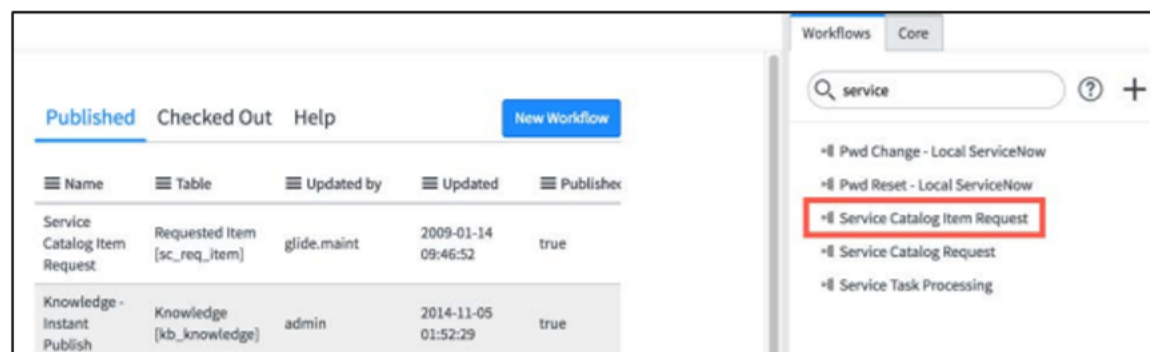 Workflows Core
service
Published Checked Out Help New Workflow
Name Table Updated by Updated Published
Service
Catalog Item
Request
Requested Item
[sc_req_item]
glide.maint
2009-01-14
09:46:52
true
Knowledge -
Instant
Publish
Knowledge
[kb_knowledge]
admin
2014-11-05
01:52:29
true
Pwd Change - Local ServiceNow
Pwd Reset - Local ServiceNow
Service Catalog Item Request
Service Catalog Request
Service Task Processing